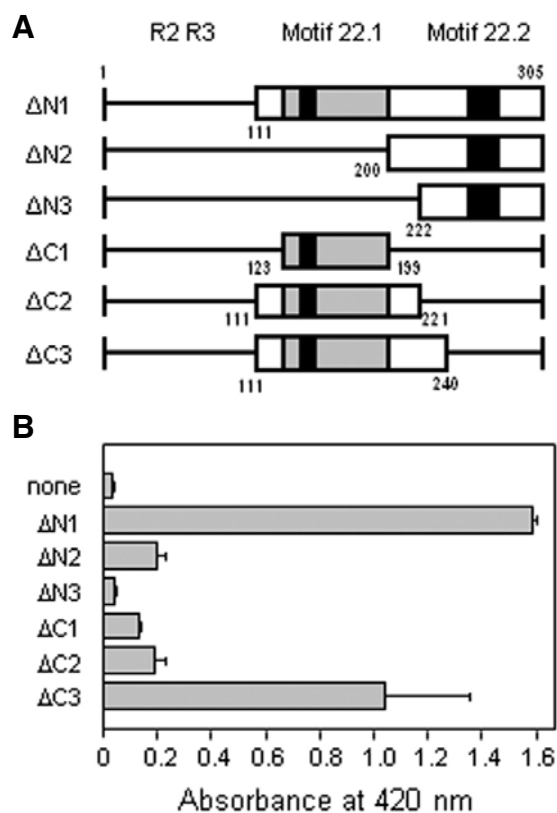 A
R2 R3 Motif 22.1 Motif 22.2
1 305
ΔN1
111
ΔN2
200
ΔN3
222
ΔC1
123 199
ΔC2
111 221
ΔC3
111 240
B
none
ΔN1
ΔN2
ΔN3
ΔC1
ΔC2
ΔC3
0 0.2 0.4 0.6 0.8 1.0 1.2 1.4 1.6
Absorbance at 420 nm